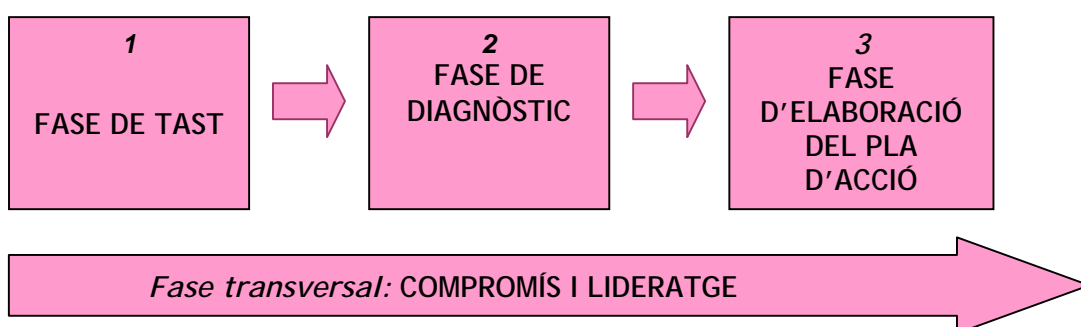 1
FASE DE TAST
2
FASE DE
DIAGNÒSTIC
3
FASE
D'ELABORACIÓ
DEL PLA
D'ACCIÓ
Fase transversal: COMPROMÍS I LIDERATGE